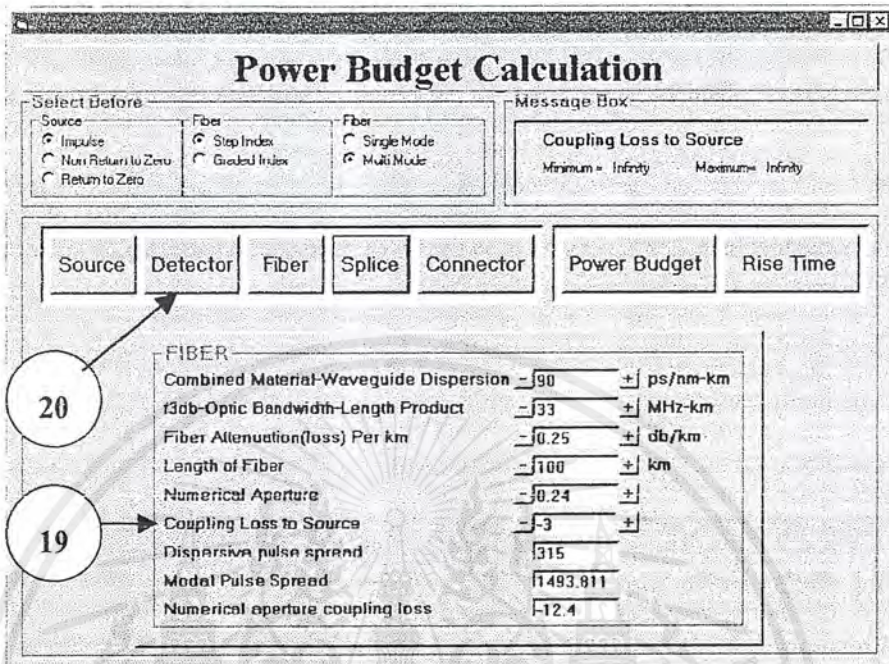 Power Budget Calculation
Select Before
Source
Impulse
Non Return to Zero
Return to Zero
Fiber
Step Index
Graded Index
Fiber
Single Mode
Multi Mode
Message Box
Coupling Loss to Source
Minimum = Infinity Maximum= Infinity
Source Detector Fiber Splice Connector Power Budget Rise Time
FIBER
Combined Material-Waveguide Dispersion - 90 + ps/nm-km
f3db-Optic Bandwidth-Length Product - 33 + MHz-km
Fiber Attenuation(loss) Per km - 0.25 + db/km
Length of Fiber - 100 + km
Numerical Aperture - 0.24 +
Coupling Loss to Source - -3 +
Dispersive pulse spread 315
Modal Pulse Spread 1493.811
Numerical aperture coupling loss -12.4
20
19